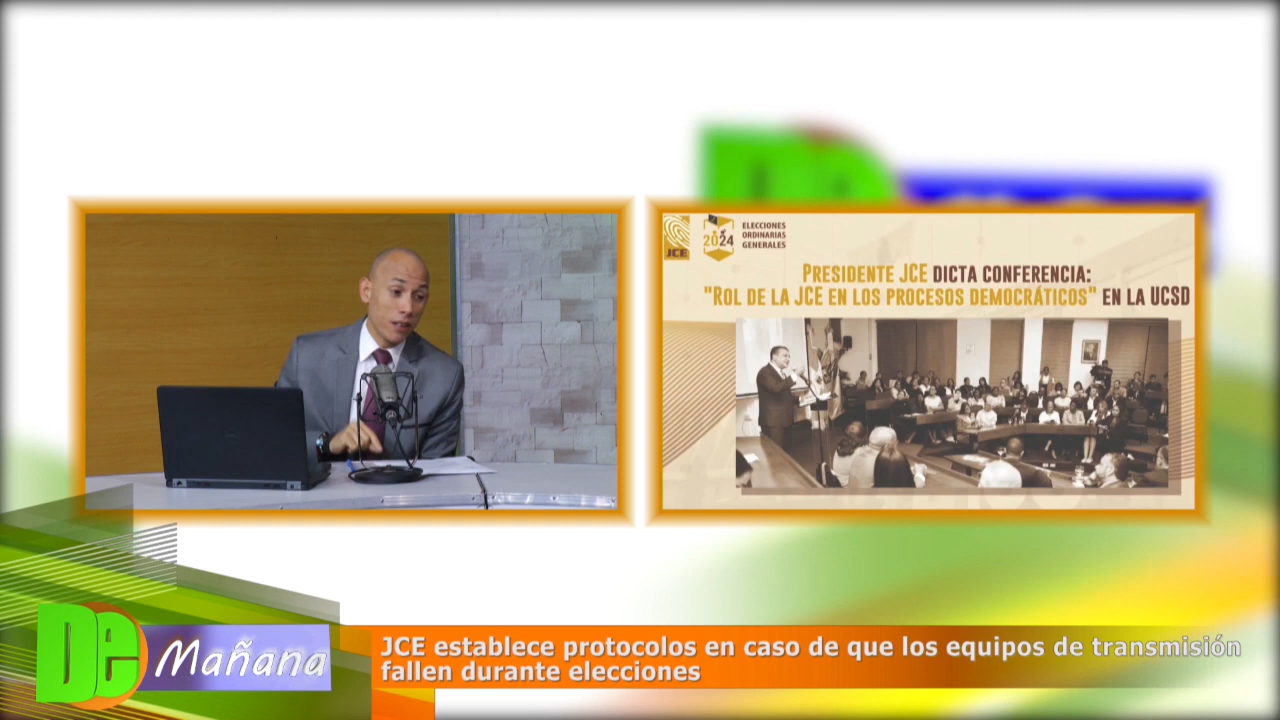 JCE
2024
ELECCIONES
ORDINARIAS
GENERALES
PRESIDENTE JCE DICTA CONFERENCIA:
"ROL DE LA JCE EN LOS PROCESOS DEMOCRÁTICOS" EN LA UCSD
De Mañana
JCE establece protocolos en caso de que los equipos de transmisión
fallen durante elecciones